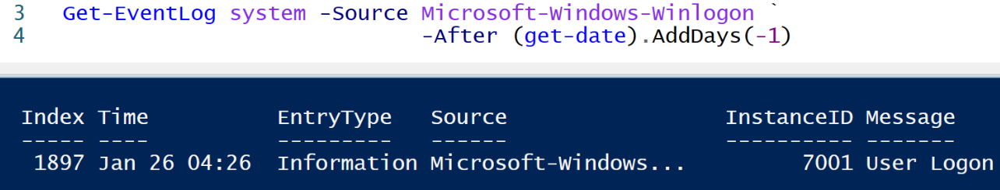 3 Get-EventLog system -Source Microsoft-Windows-Winlogon `
4 -After (get-date).AddDays(-1)
Index Time EntryType Source InstanceID Message
----- ---- --------- ------ ---------- -------
1897 Jan 26 04:26 Information Microsoft-Windows... 7001 User Logon